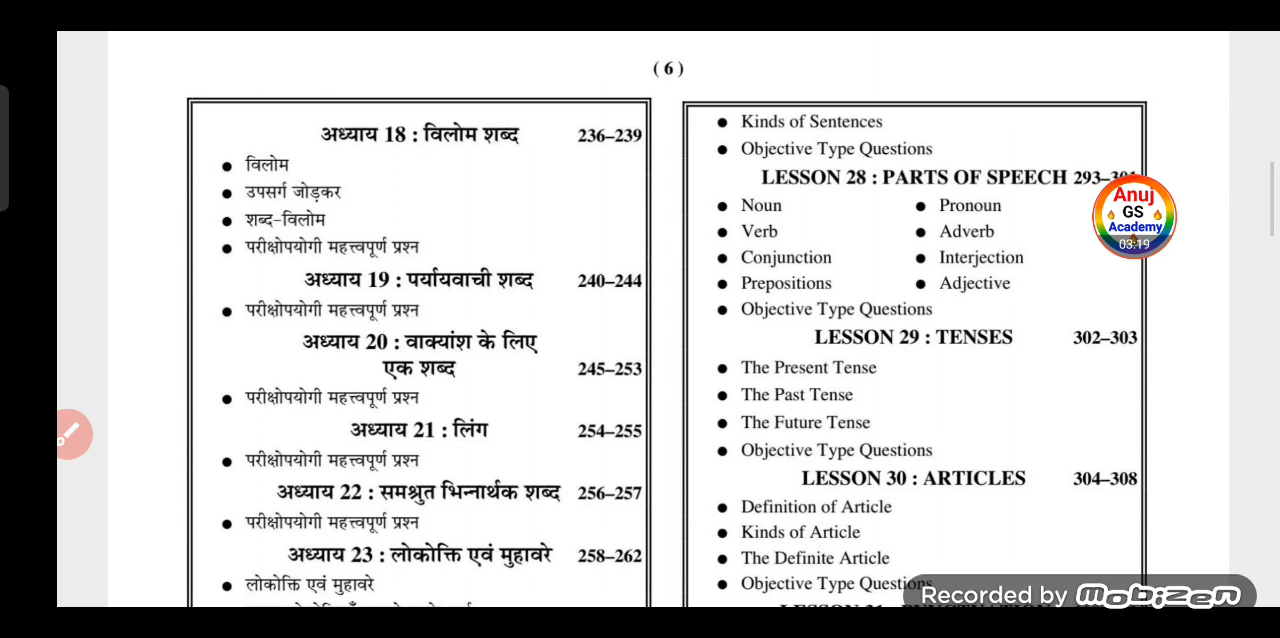 ( 6 )
अध्याय 18 : विलोम शब्द 236–239
● विलोम
● उपसर्ग जोड़कर
● शब्द-विलोम
● परीक्षोपयोगी महत्त्वपूर्ण प्रश्न
अध्याय 19 : पर्यायवाची शब्द 240–244
● परीक्षोपयोगी महत्त्वपूर्ण प्रश्न
अध्याय 20 : वाक्यांश के लिए
एक शब्द 245–253
● परीक्षोपयोगी महत्त्वपूर्ण प्रश्न
अध्याय 21 : लिंग 254–255
● परीक्षोपयोगी महत्त्वपूर्ण प्रश्न
अध्याय 22 : समश्रुत भिन्नार्थक शब्द 256–257
● परीक्षोपयोगी महत्त्वपूर्ण प्रश्न
अध्याय 23 : लोकोक्ति एवं मुहावरे 258–262
● लोकोक्ति एवं मुहावरे
● Kinds of Sentences
● Objective Type Questions
LESSON 28 : PARTS OF SPEECH 293–301
● Noun ● Pronoun
● Verb ● Adverb
● Conjunction ● Interjection
● Prepositions ● Adjective
● Objective Type Questions
LESSON 29 : TENSES 302–303
● The Present Tense
● The Past Tense
● The Future Tense
● Objective Type Questions
LESSON 30 : ARTICLES 304–308
● Definition of Article
● Kinds of Article
● The Definite Article
● Objective Type Questions
Anuj
GS
Academy
03:19
Recorded by Mobizen